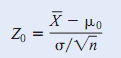 Z₀ = (X̄ − μ₀) / (σ/√n)